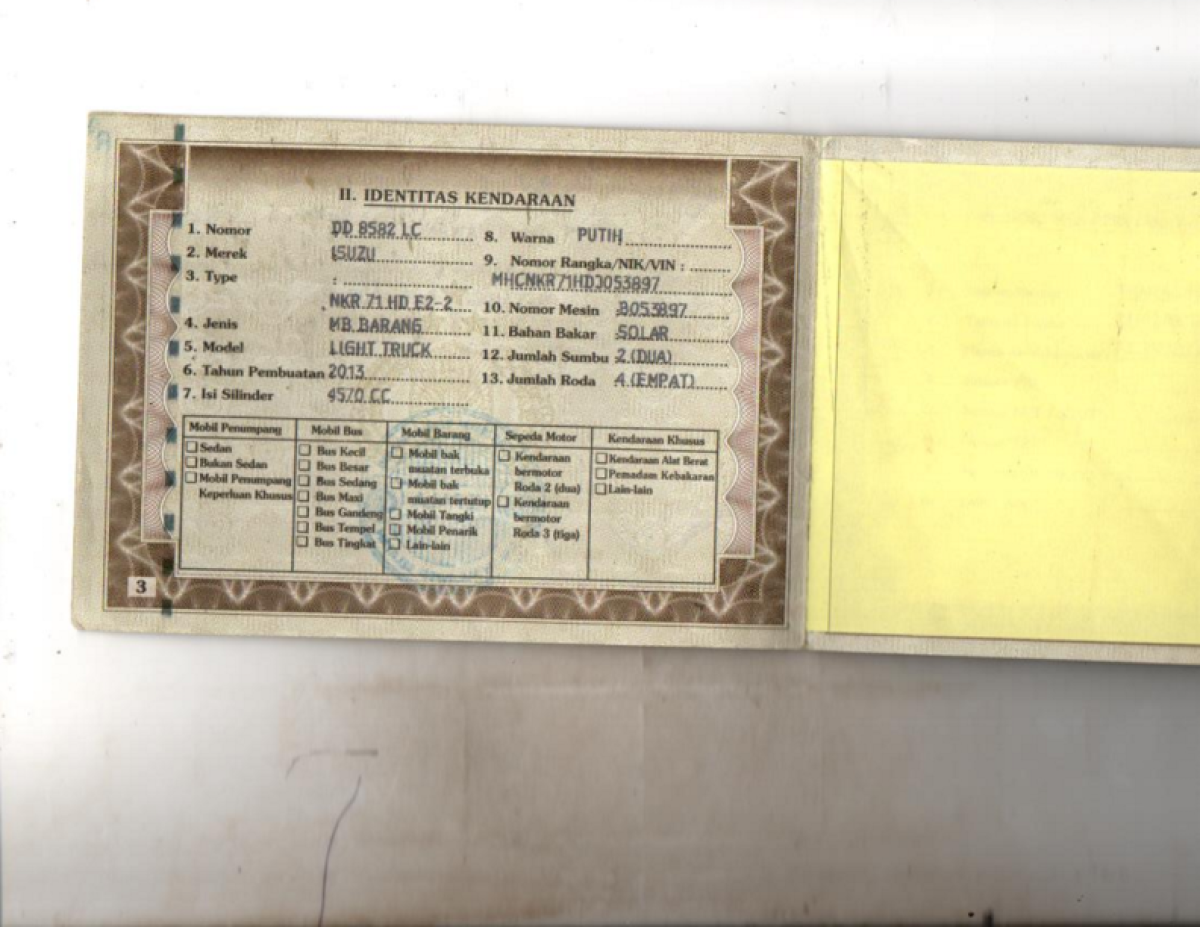 II. IDENTITAS KENDARAAN
1. Nomor DD 8582 LC
2. Merek ISUZU
3. Type :
NKR 71 HD E2-2
4. Jenis MB. BARANG
5. Model LIGHT TRUCK
6. Tahun Pembuatan 2013
7. Isi Silinder 4570 CC
8. Warna PUTIH
9. Nomor Rangka/NIK/VIN :
MHCNKR71HDJ053897
10. Nomor Mesin B053897
11. Bahan Bakar SOLAR
12. Jumlah Sumbu 2 (DUA)
13. Jumlah Roda 4 (EMPAT)
Mobil Penumpang
Sedan
Bukan Sedan
Mobil Penumpang
Keperluan Khusus
Mobil Bus
Bus Kecil
Bus Besar
Bus Sedang
Bus Maxi
Bus Gandeng
Bus Tempel
Bus Tingkat
Mobil Barang
Mobil bak
muatan terbuka
Mobil bak
muatan tertutup
Mobil Tangki
Mobil Penarik
Lain-lain
Sepeda Motor
Kendaraan
bermotor
Roda 2 (dua)
Kendaraan
bermotor
Roda 3 (tiga)
Kendaraan Khusus
Kendaraan Alat Berat
Pemadam Kebakaran
Lain-lain
3